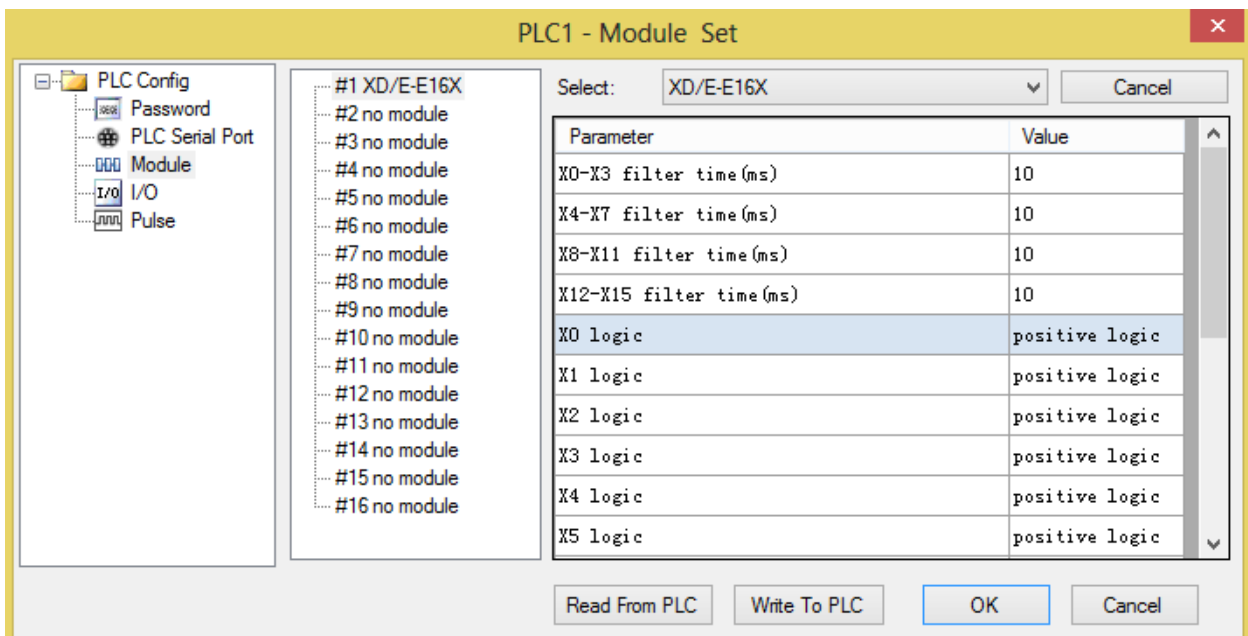 PLC1 - Module Set
PLC Config
Password
PLC Serial Port
Module
I/O I/O
Pulse
#1 XD/E-E16X
#2 no module
#3 no module
#4 no module
#5 no module
#6 no module
#7 no module
#8 no module
#9 no module
#10 no module
#11 no module
#12 no module
#13 no module
#14 no module
#15 no module
#16 no module
Select: XD/E-E16X Cancel
Parameter Value
X0-X3 filter time(ms) 10
X4-X7 filter time(ms) 10
X8-X11 filter time(ms) 10
X12-X15 filter time(ms) 10
X0 logic positive logic
X1 logic positive logic
X2 logic positive logic
X3 logic positive logic
X4 logic positive logic
X5 logic positive logic
Read From PLC Write To PLC OK Cancel